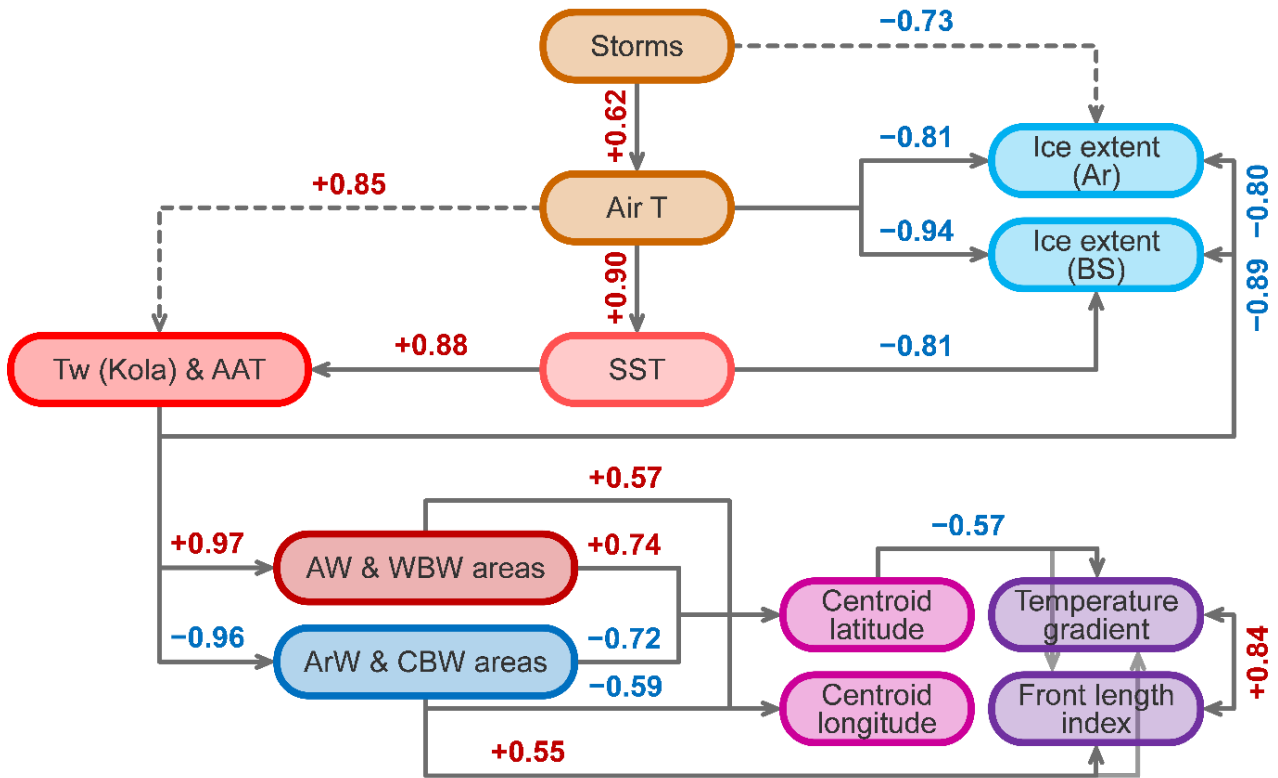 −0.73
Storms
+0.62
−0.81
Ice extent
(Ar)
+0.85
Air T
−0.80
−0.94
Ice extent
(BS)
+0.90
−0.89
Tw (Kola) & AAT
+0.88
SST
−0.81
+0.57
+0.97
AW & WBW areas
+0.74
−0.57
Centroid
latitude
Temperature
gradient
−0.96
ArW & CBW areas
−0.72
−0.59
+0.84
Centroid
longitude
Front length
index
+0.55